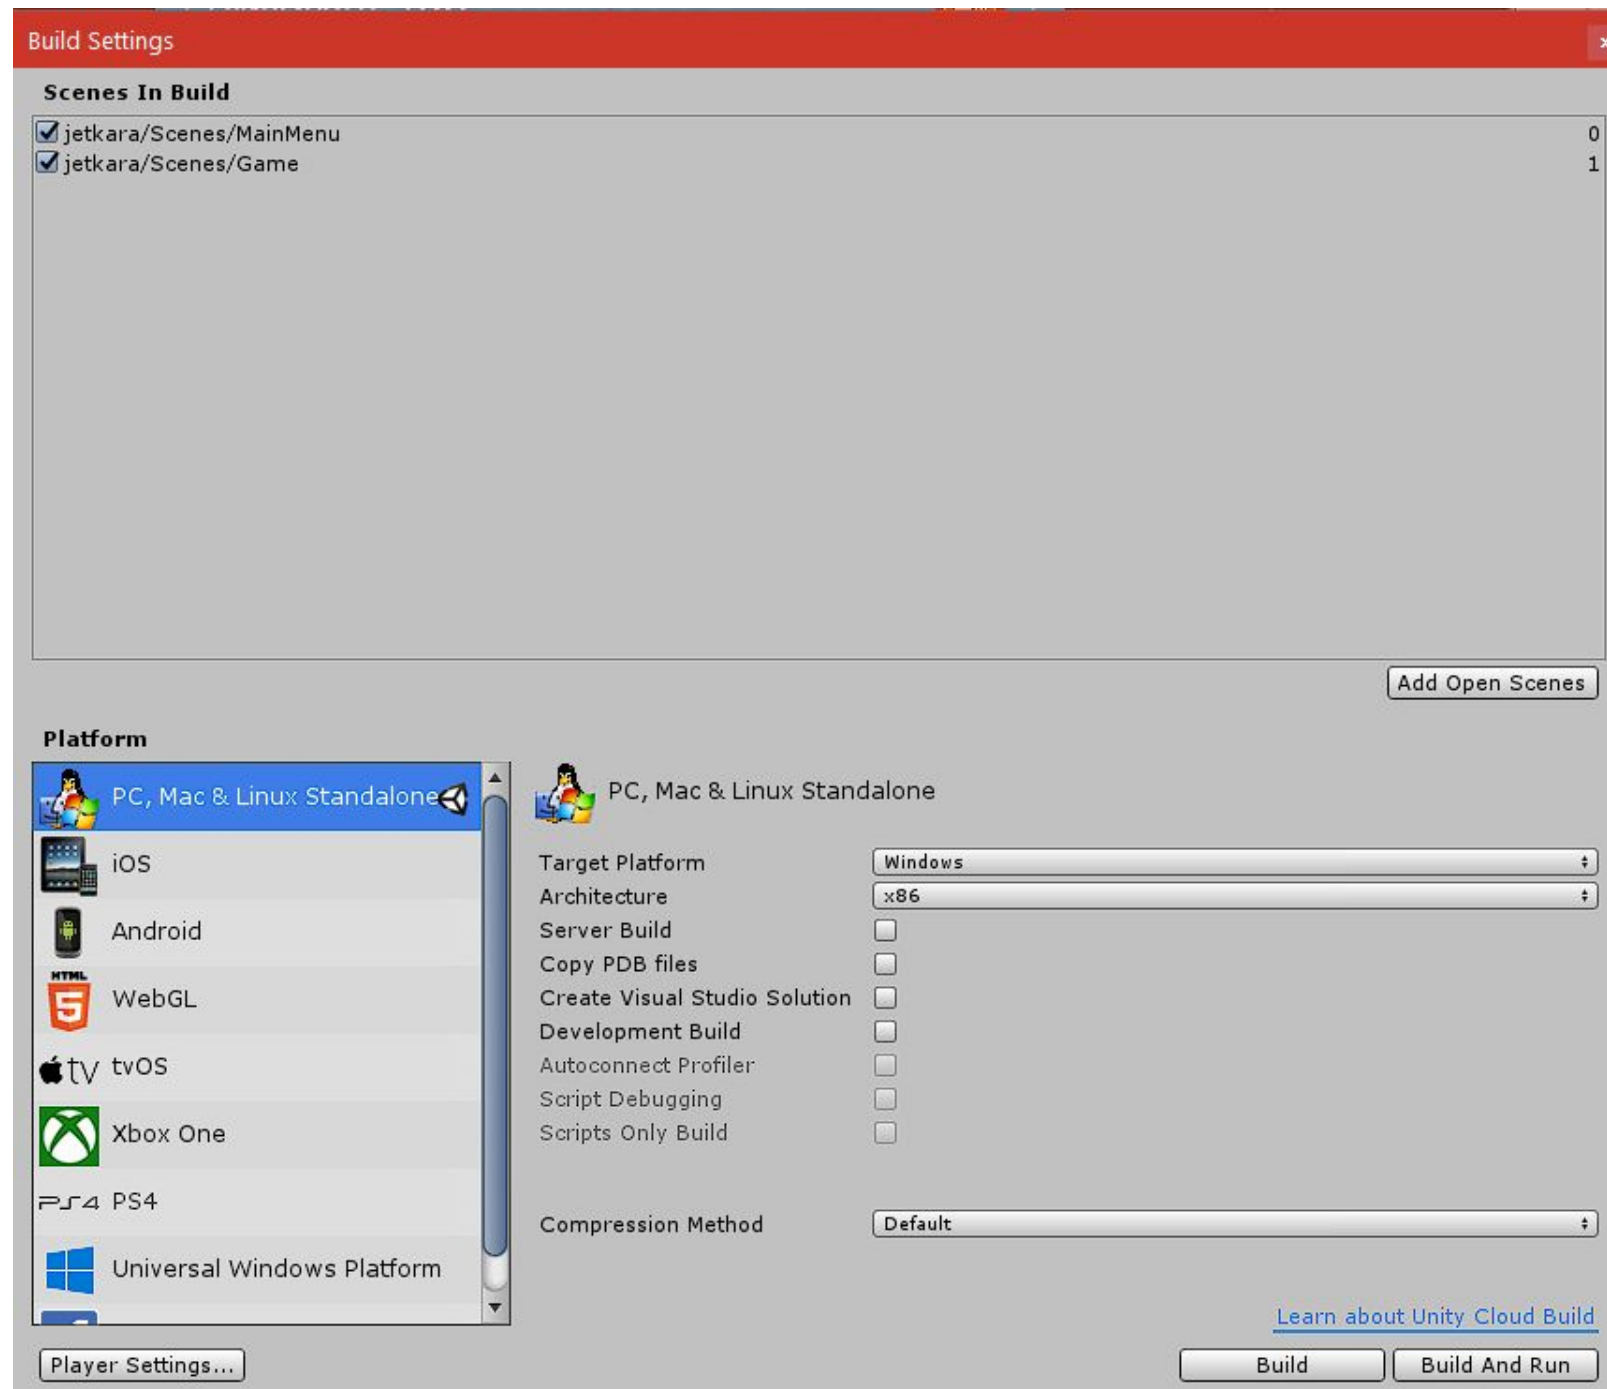 Build Settings
Scenes In Build
jetkara/Scenes/MainMenu 0
jetkara/Scenes/Game 1
Add Open Scenes
Platform
PC, Mac & Linux Standalone
iOS
Android
HTML
5
WebGL
tv
tvOS
Xbox One
PS4
PS4
Universal Windows Platform
PC, Mac & Linux Standalone
Target Platform Windows
Architecture x86
Server Build
Copy PDB files
Create Visual Studio Solution
Development Build
Autoconnect Profiler
Script Debugging
Scripts Only Build
Compression Method Default
Learn about Unity Cloud Build
Player Settings...
Build
Build And Run